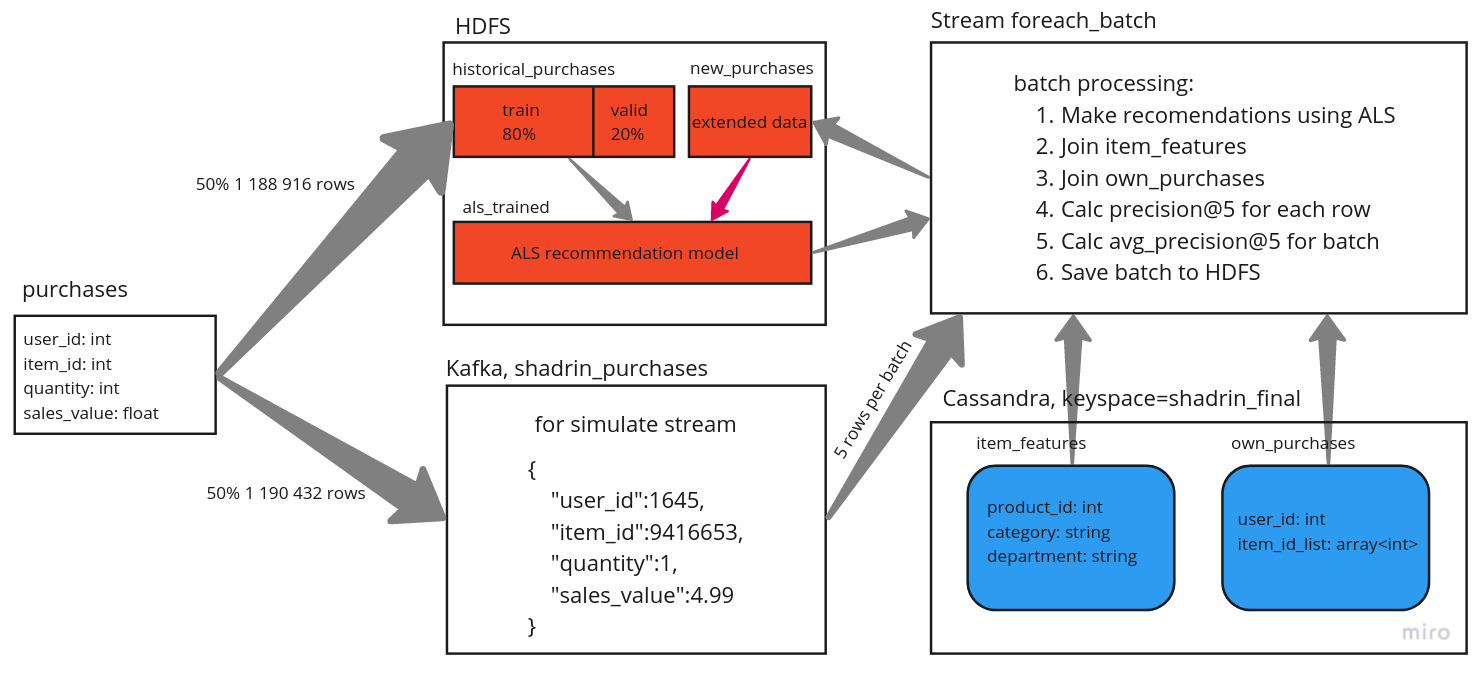 purchases
user_id: int
item_id: int
quantity: int
sales_value: float
50% 1 188 916 rows
50% 1 190 432 rows
HDFS
historical_purchases
new_purchases
train
80%
valid
20%
extended data
als_trained
ALS recommendation model
Kafka, shadrin_purchases
for simulate stream
{
"user_id":1645,
"item_id":9416653,
"quantity":1,
"sales_value":4.99
}
5 rows per batch
Stream foreach_batch
batch processing:
1. Make recomendations using ALS
2. Join item_features
3. Join own_purchases
4. Calc precision@5 for each row
5. Calc avg_precision@5 for batch
6. Save batch to HDFS
Cassandra, keyspace=shadrin_final
item_features
product_id: int
category: string
department: string
own_purchases
user_id: int
item_id_list: array<int>
miro